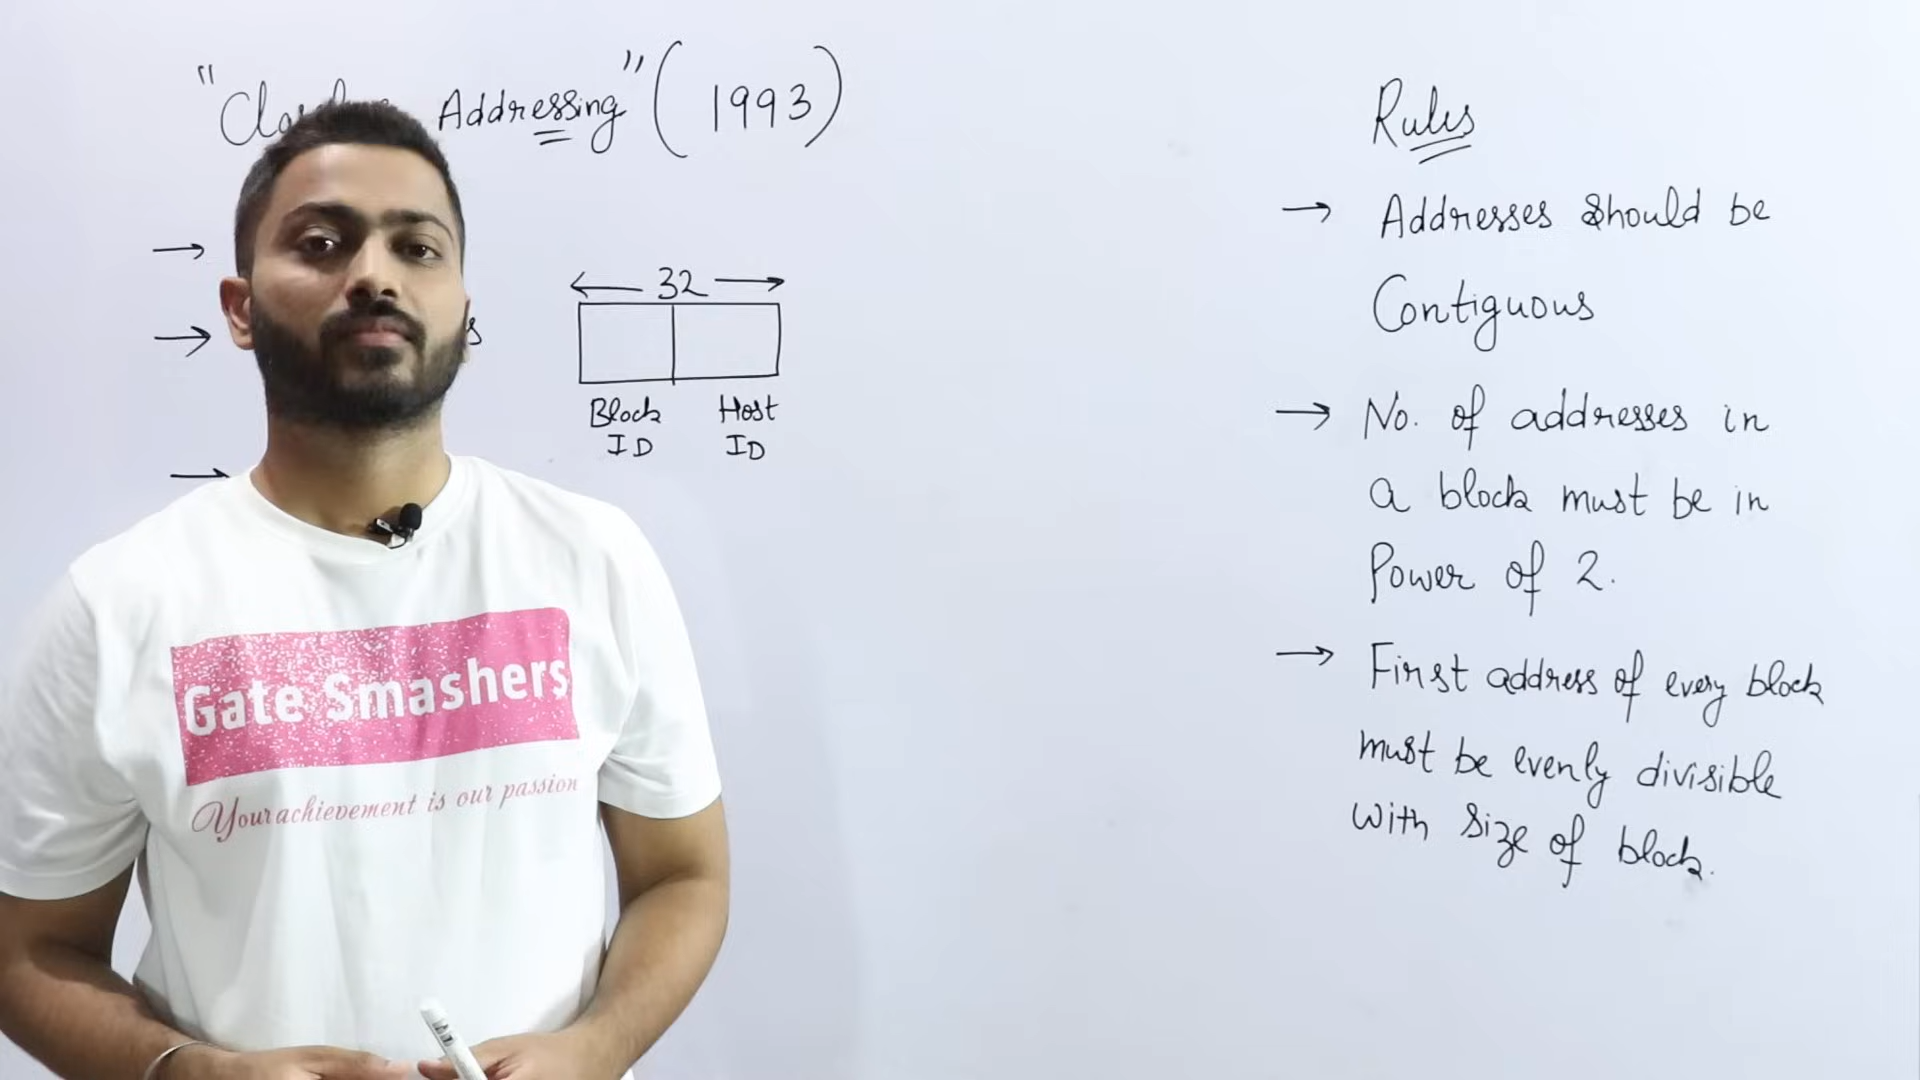 " Addressing" (1993)
32
Block Host
ID ID
Rules
→ Addresses should be
Contiguous
→ No. of addresses in
a block must be in
Power of 2.
→ First address of every block
must be evenly divisible
with size of block.
Gate Smashers
Your achievement is our passion